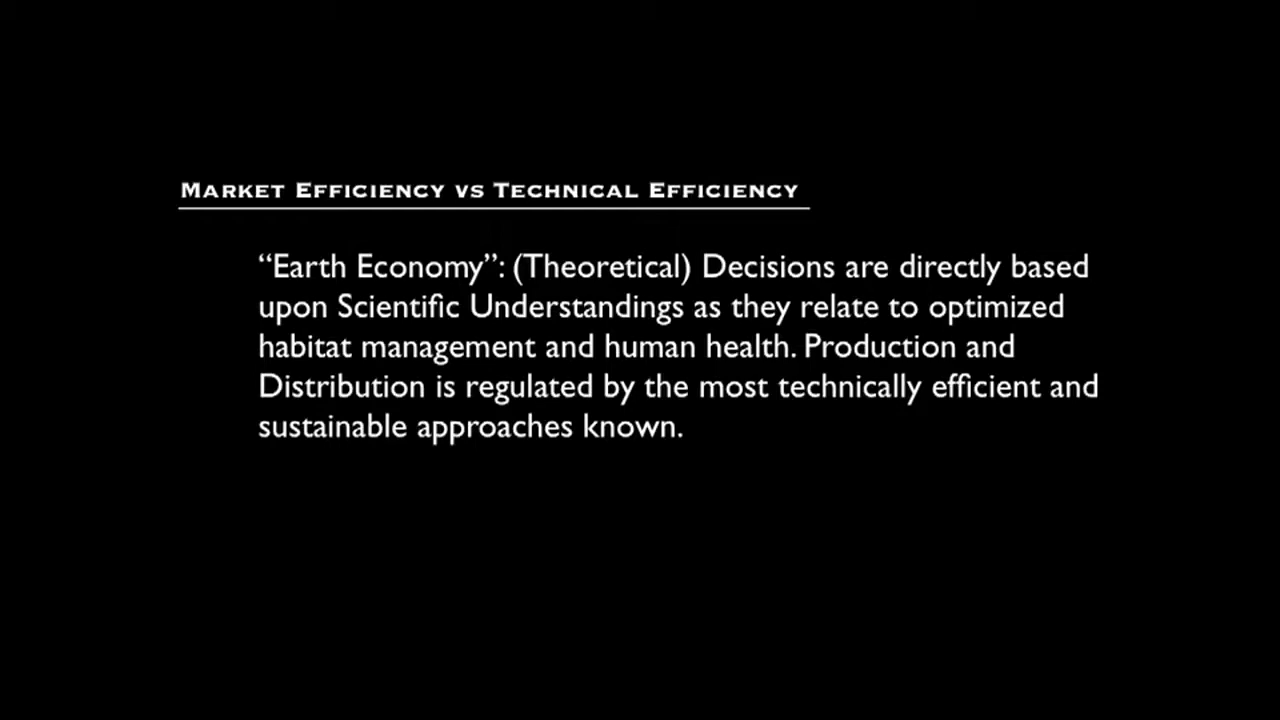 MARKET EFFICIENCY VS TECHNICAL EFFICIENCY
“Earth Economy”: (Theoretical) Decisions are directly based
upon Scientific Understandings as they relate to optimized
habitat management and human health. Production and
Distribution is regulated by the most technically efficient and
sustainable approaches known.